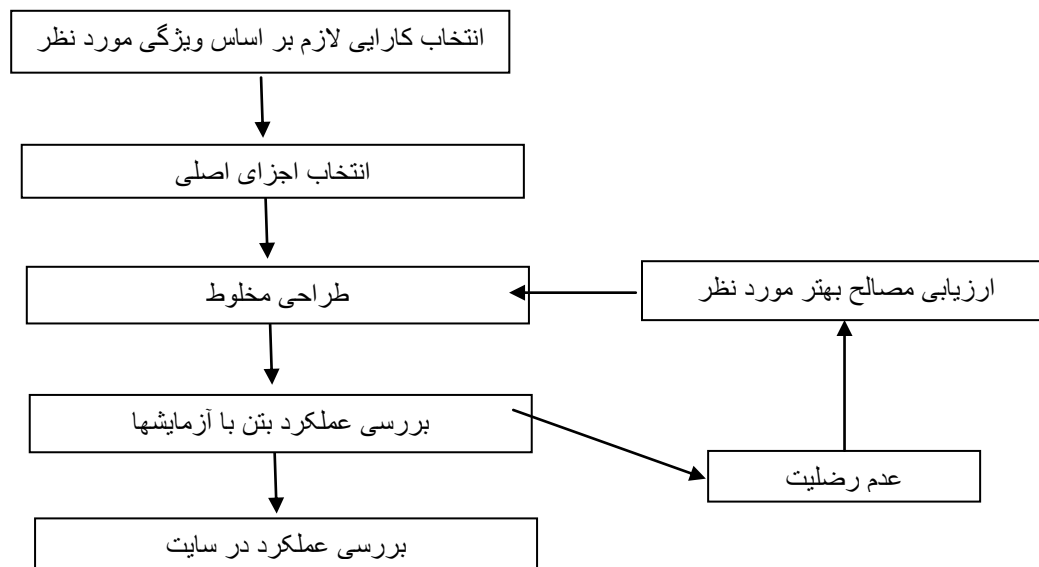 انتخاب کارایی لازم بر اساس ویژگی مورد نظر
انتخاب اجزای اصلی
طراحی مخلوط
ارزیابی مصالح بهتر مورد نظر
بررسی عملکرد بتن با آزمایشها
عدم رضلیت
بررسی عملکرد در سایت